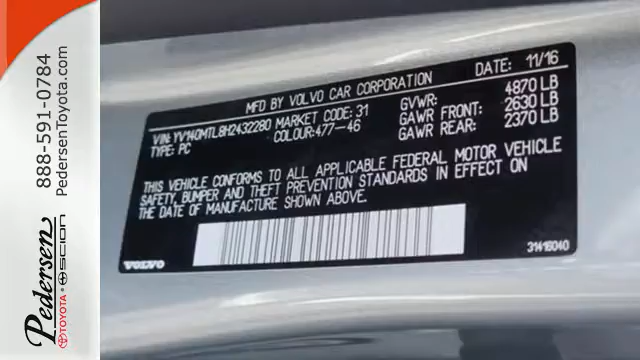 MFD BY VOLVO CAR CORPORATION DATE: 11/16
VIN: YV140MTL8H2432280 MARKET CODE: 31 GVWR: 4870 LB
TYPE: PC COLOUR:477-46 GAWR FRONT: 2630 LB
GAWR REAR: 2370 LB
THIS VEHICLE CONFORMS TO ALL APPLICABLE FEDERAL MOTOR VEHICLE
SAFETY, BUMPER AND THEFT PREVENTION STANDARDS IN EFFECT ON
THE DATE OF MANUFACTURE SHOWN ABOVE.
VOLVO 31416040
888-591-0784
PedersenToyota.com
Pedersen
TOYOTA • SCION